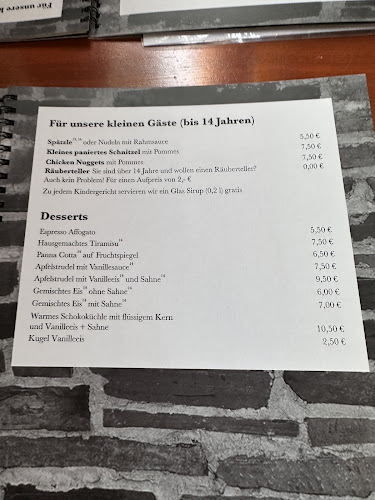 Für unsere kleinen Gäste (bis 14 Jahren)
Spätzle oder Nudeln mit Rahmsauce 5,50 €
Kleines paniertes Schnitzel mit Pommes 7,50 €
Chicken Nuggets mit Pommes 7,50 €
Räuberteller Sie sind über 14 Jahre und wollen einen Räuberteller? 0,00 €
Auch kein Problem! Für einen Aufpreis von 2,- €
Zu jedem Kindergericht servieren wir ein Glas Sirup (0,2 l) gratis
Desserts
Espresso Affogato 5,50 €
Hausgemachtes Tiramisu 7,50 €
Panna Cotta auf Fruchtspiegel 6,50 €
Apfelstrudel mit Vanillesauce 7,50 €
Apfelstrudel mit Vanilleeis und Sahne 9,50 €
Gemischtes Eis ohne Sahne 6,00 €
Gemischtes Eis mit Sahne 7,00 €
Warmes Schokoküchle mit flüssigem Kern
und Vanilleeis + Sahne 10,50 €
Kugel Vanilleeis 2,50 €